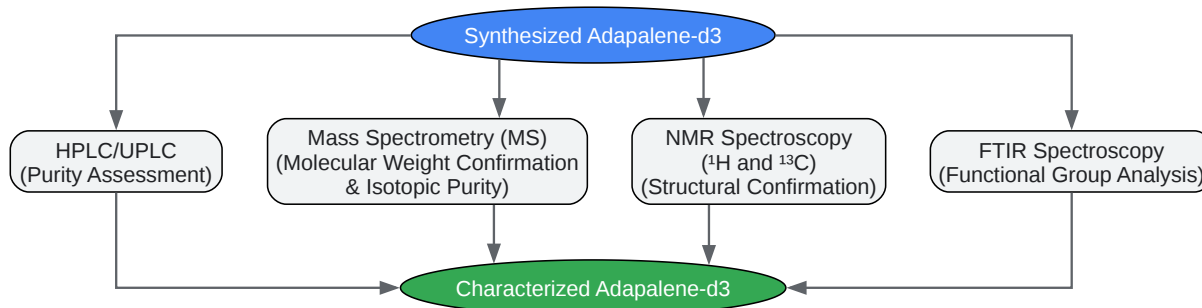 Synthesized Adapalene-d3
HPLC/UPLC
(Purity Assessment)
Mass Spectrometry (MS)
(Molecular Weight Confirmation
& Isotopic Purity)
NMR Spectroscopy
(¹H and ¹³C)
(Structural Confirmation)
FTIR Spectroscopy
(Functional Group Analysis)
Characterized Adapalene-d3